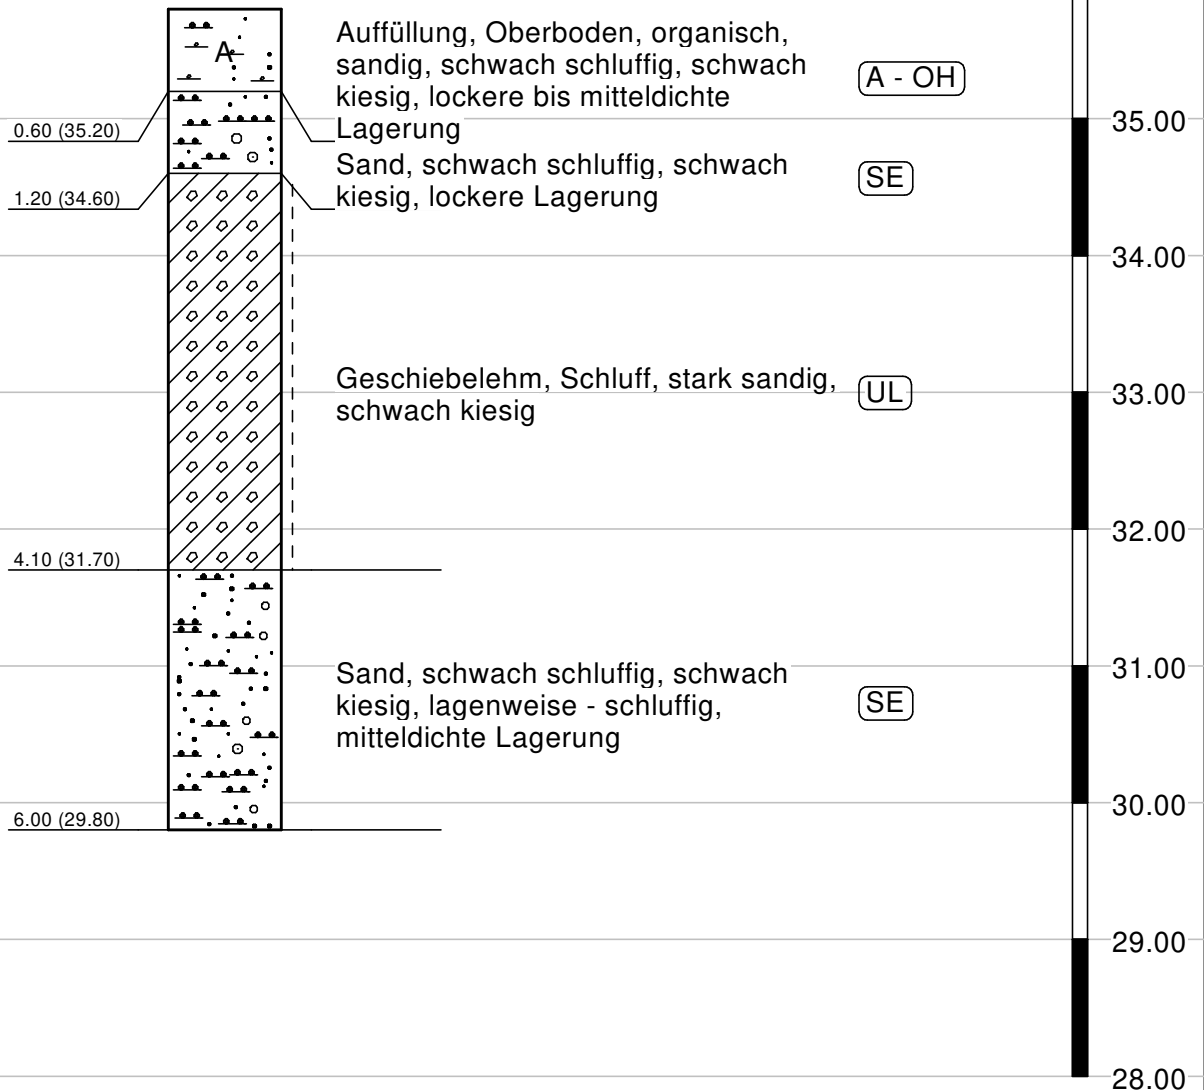 A
Auffüllung, Oberboden, organisch,
sandig, schwach schluffig, schwach
kiesig, lockere bis mitteldichte
Lagerung
A - OH
0.60 (35.20)
35.00
Sand, schwach schluffig, schwach
kiesig, lockere Lagerung
SE
1.20 (34.60)
34.00
Geschiebelehm, Schluff, stark sandig,
schwach kiesig
UL
33.00
32.00
4.10 (31.70)
31.00
Sand, schwach schluffig, schwach
kiesig, lagenweise - schluffig,
mitteldichte Lagerung
SE
30.00
6.00 (29.80)
29.00
28.00